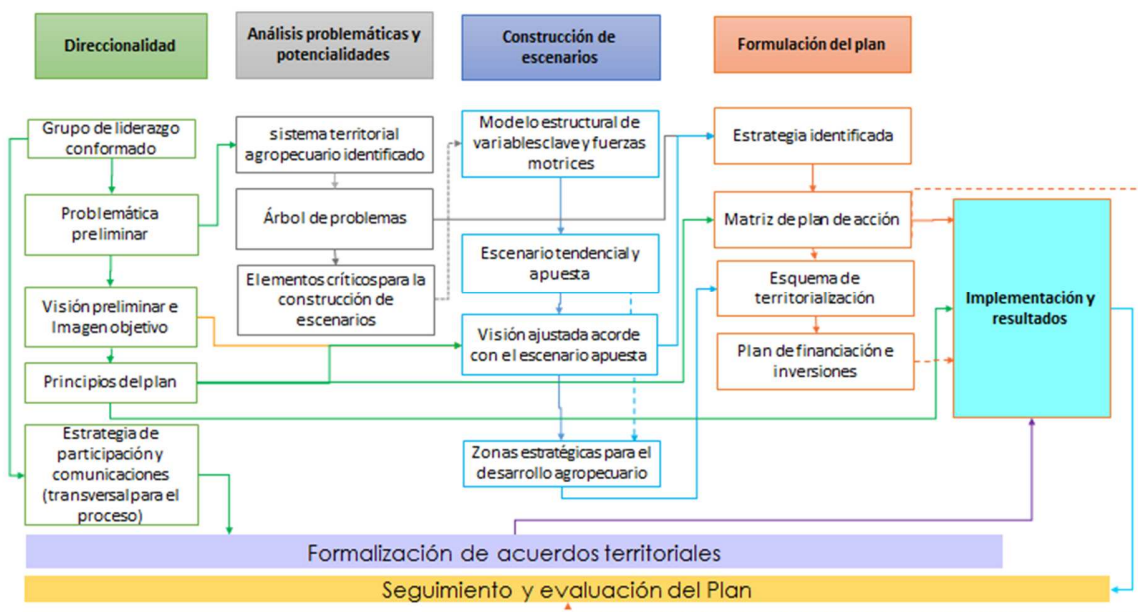 Direccionalidad
Análisis problemáticas y
potencialidades
Construcción de
escenarios
Formulación del plan
Grupo de liderazgo
conformado
Problemática
preliminar
Visión preliminar e
Imagen objetivo
Principios del plan
Estrategia de
participación y
comunicaciones
(transversal para el
proceso)
sistema territorial
agropecuario identificado
Árbol de problemas
Elementos críticos para la
construcción de
escenarios
Modelo estructural de
variables clave y fuerzas
motrices
Escenario tendencial y
apuesta
Visión ajustada acorde
con el escenario apuesta
Zonas estratégicas para el
desarrollo agropecuario
Estrategia identificada
Matriz de plan de acción
Esquema de
territorialización
Plan de financiación e
inversiones
Implementación y
resultados
Formalización de acuerdos territoriales
Seguimiento y evaluación del Plan